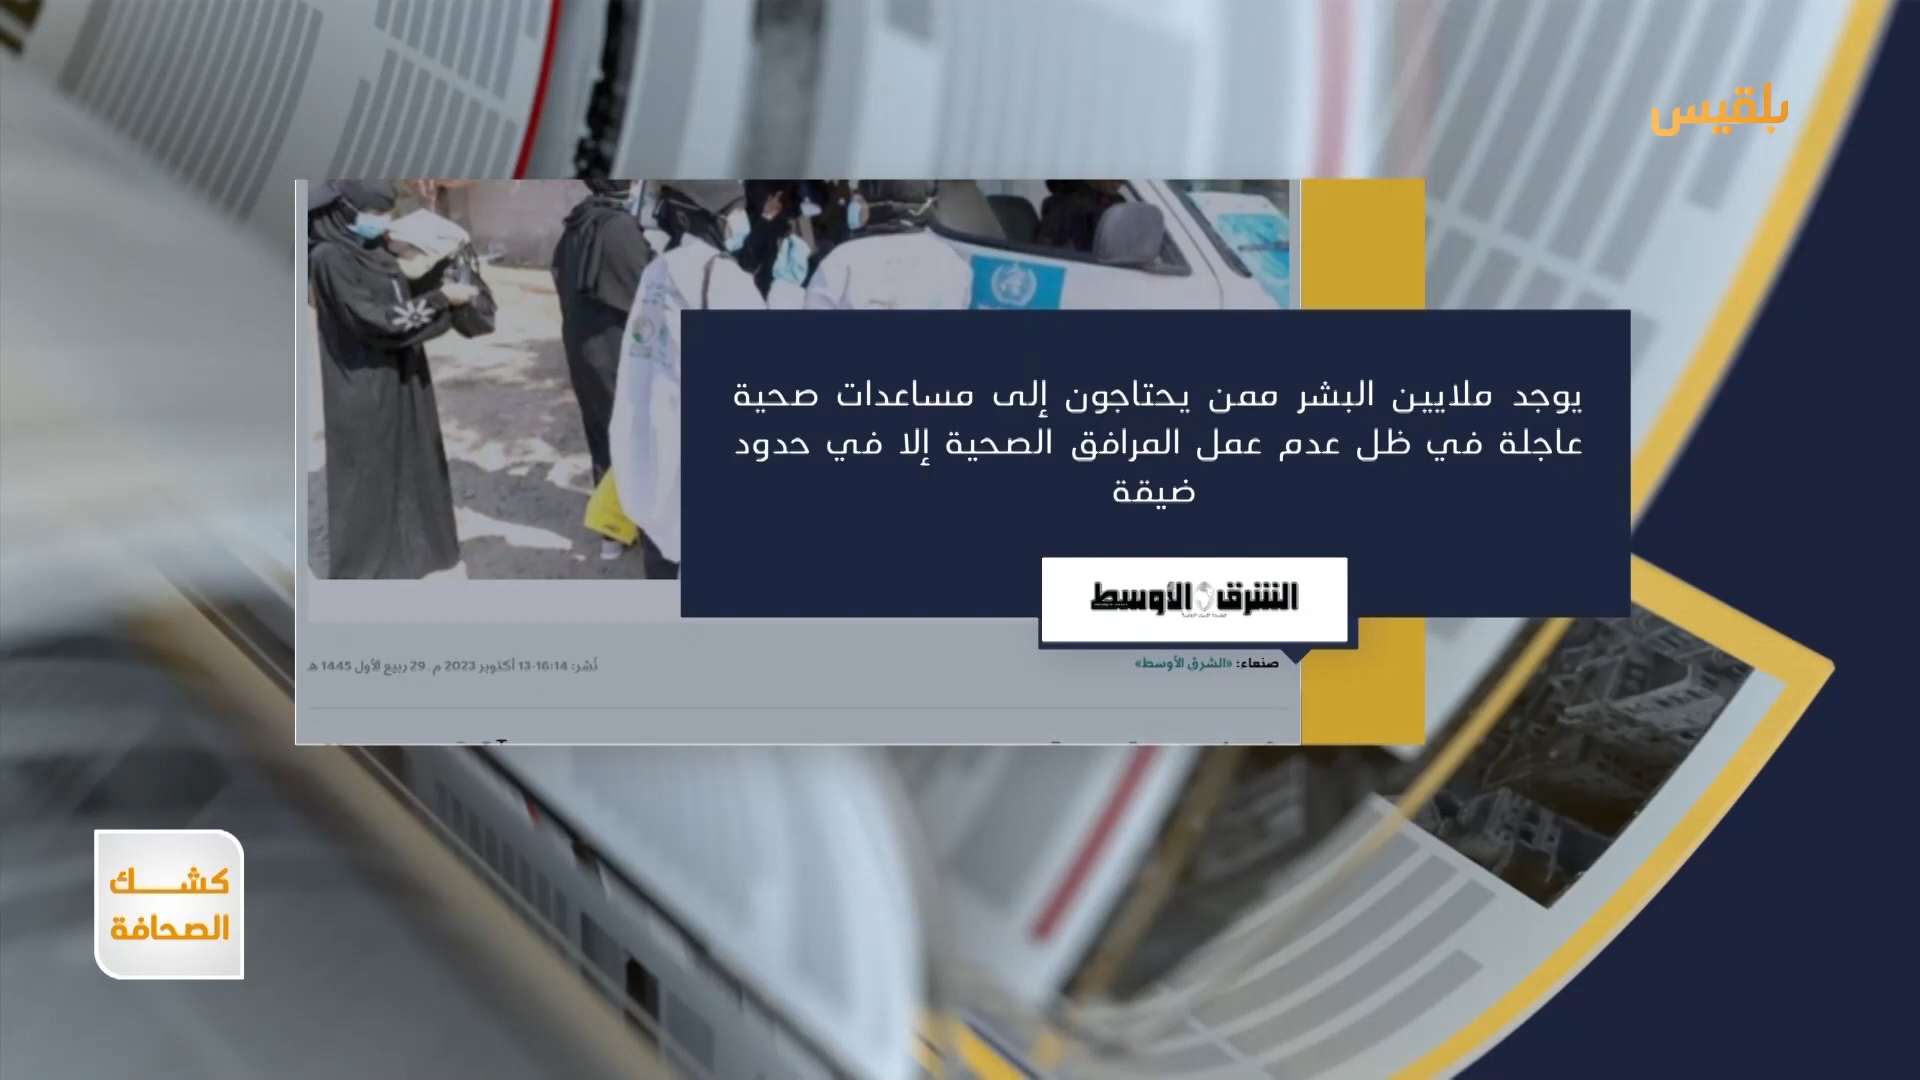 بلقيس
يوجد ملايين البشر ممن يحتاجون إلى مساعدات صحية
عاجلة في ظل عدم عمل المرافق الصحية إلا في حدود
ضيقة
الشرق الأوسط
صنعاء: «الشرق الأوسط»
نُشر: 16:14-13 أكتوبر 2023 م ـ 29 ربيع الأول 1445 هـ
كشك
الصحافة